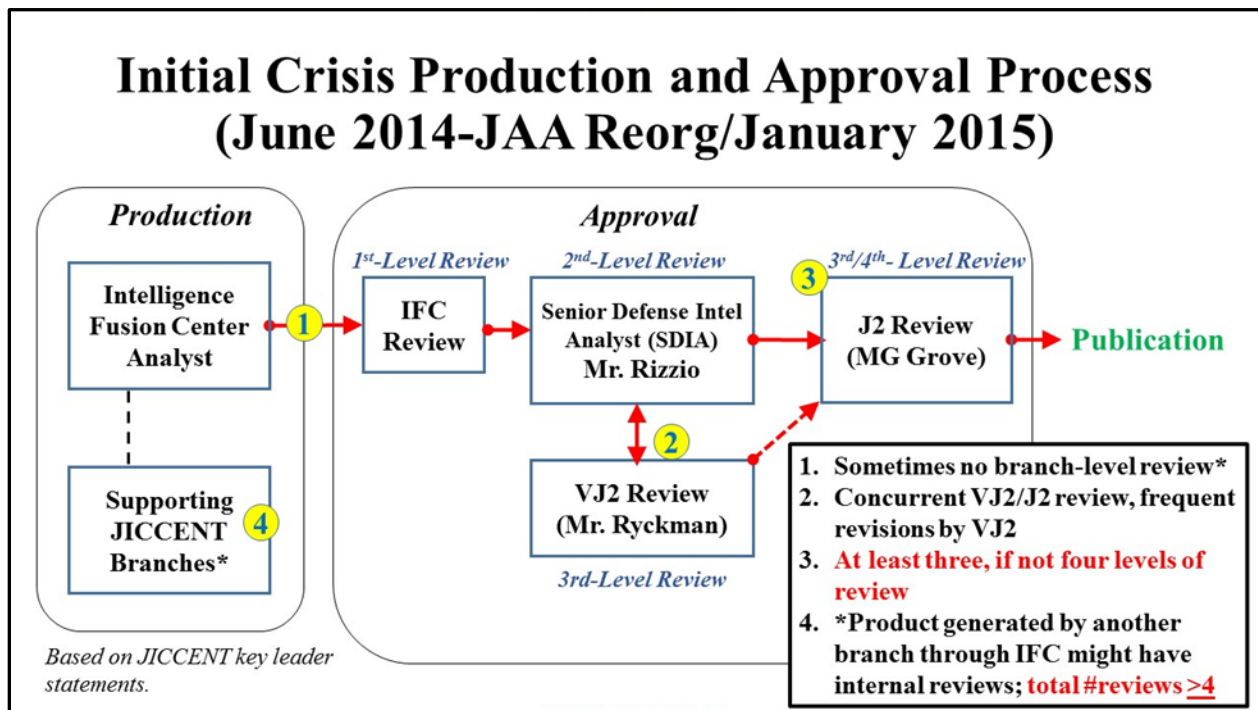 Initial Crisis Production and Approval Process
(June 2014-JAA Reorg/January 2015)
Production
Intelligence
Fusion Center
Analyst
1
Supporting
JICCENT
Branches*
4
Based on JICCENT key leader
statements.
Approval
1st-Level Review
IFC
Review
2nd-Level Review
Senior Defense Intel
Analyst (SDIA)
Mr. Rizzio
2
VJ2 Review
(Mr. Ryckman)
3rd-Level Review
3rd/4th- Level Review
3
J2 Review
(MG Grove)
Publication
1. Sometimes no branch-level review*
2. Concurrent VJ2/J2 review, frequent
revisions by VJ2
3. At least three, if not four levels of
review
4. *Product generated by another
branch through IFC might have
internal reviews; total #reviews >4